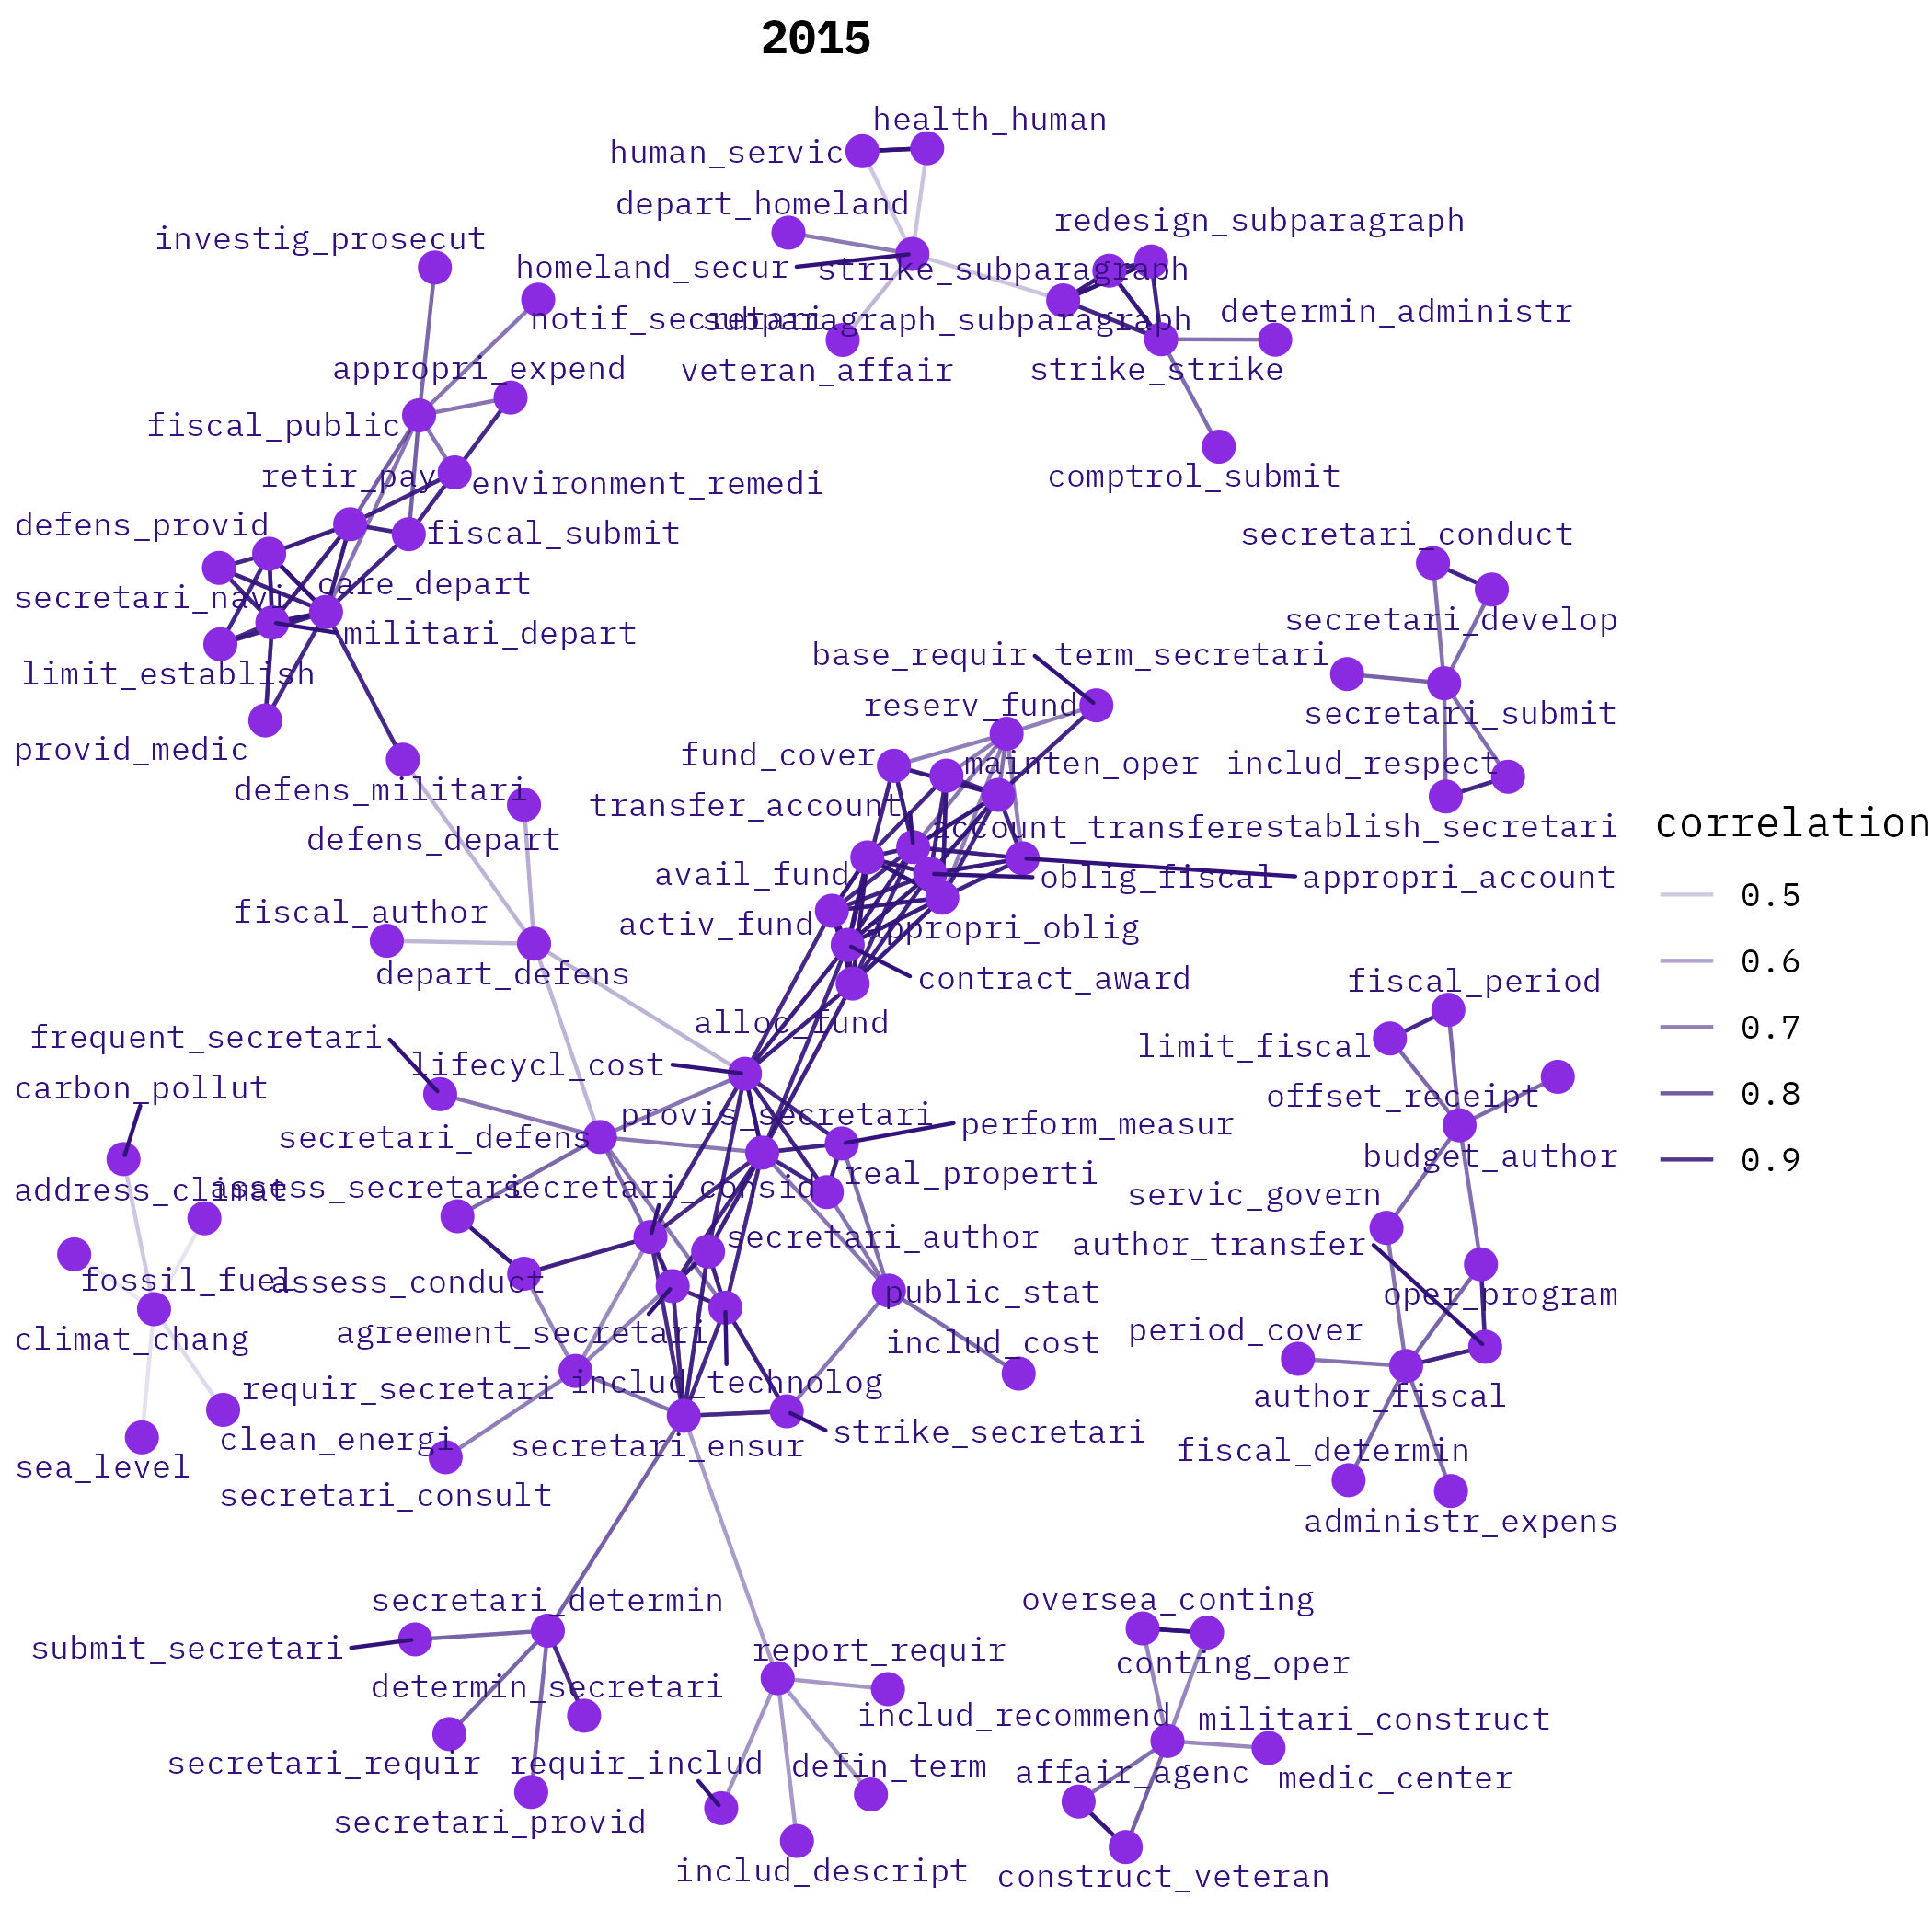 2015
health_human
human_servic
depart_homeland
redesign_subparagraph
investig_prosecut
homeland_secur
strike_subparagraph
notif_secretari
subparagraph_subparagraph
determin_administr
appropri_expend
veteran_affair
strike_strike
fiscal_public
retir_pay
environment_remedi
comptrol_submit
defens_provid
fiscal_submit
secretari_conduct
secretari_navi
care_depart
secretari_develop
militari_depart
limit_establish
base_requir
term_secretari
reserv_fund
secretari_submit
provid_medic
fund_cover
mainten_oper
includ_respect
defens_militari
transfer_account
defens_depart
account_transfer
establish_secretari
correlation
avail_fund
oblig_fiscal
appropri_account
0.5
fiscal_author
activ_fund
appropri_oblig
depart_defens
contract_award
0.6
fiscal_period
alloc_fund
frequent_secretari
lifecycl_cost
limit_fiscal
0.7
carbon_pollut
provis_secretari
perform_measur
offset_receipt
0.8
secretari_defens
real_properti
budget_author
0.9
address_climat
assess_secretari
secretari_consid
servic_govern
secretari_author
author_transfer
fossil_fuel
assess_conduct
public_stat
oper_program
climat_chang
agreement_secretari
includ_cost
period_cover
requir_secretari
includ_technolog
author_fiscal
clean_energi
secretari_ensur
strike_secretari
fiscal_determin
sea_level
secretari_consult
administr_expens
secretari_determin
oversea_conting
submit_secretari
report_requir
conting_oper
determin_secretari
includ_recommend
militari_construct
secretari_requir
requir_includ
defin_term
affair_agenc
medic_center
secretari_provid
includ_descript
construct_veteran